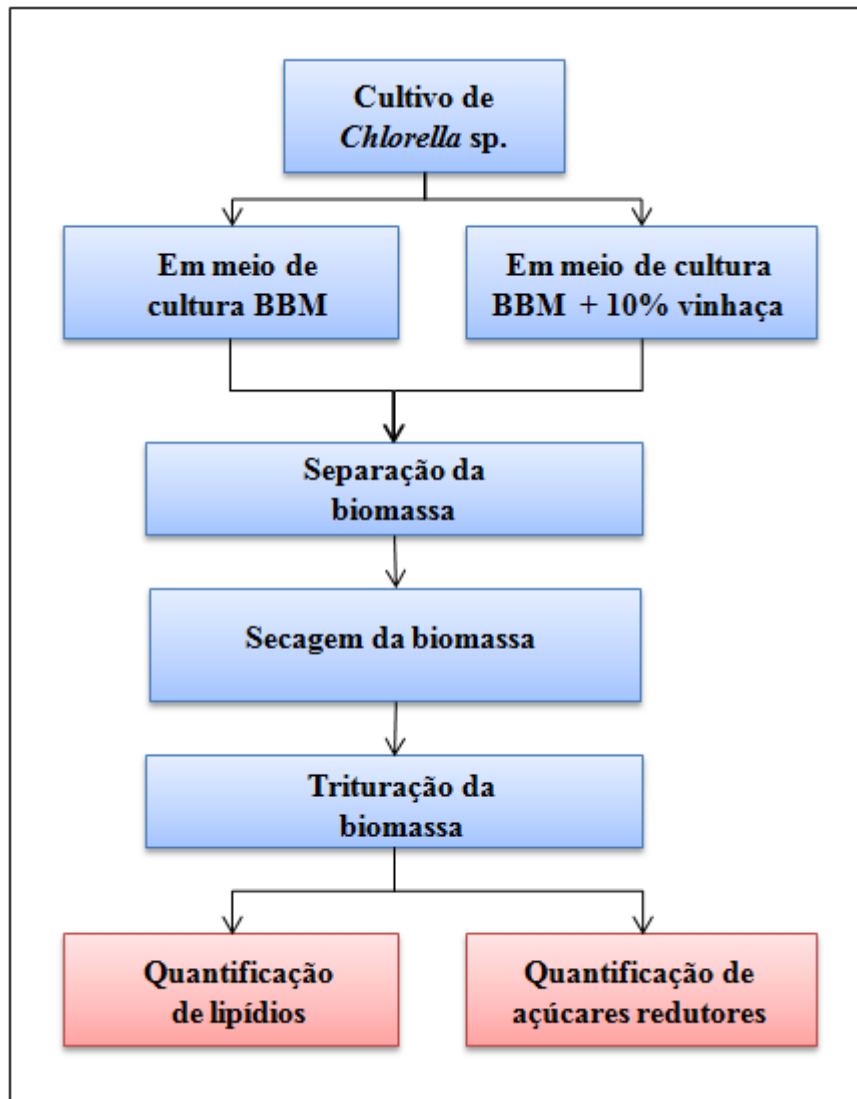 Cultivo de
Chlorella sp.
Em meio de
cultura BBM
Em meio de cultura
BBM + 10% vinhaça
Separação da
biomassa
Secagem da biomassa
Trituração da
biomassa
Quantificação
de lipídios
Quantificação de
açúcares redutores